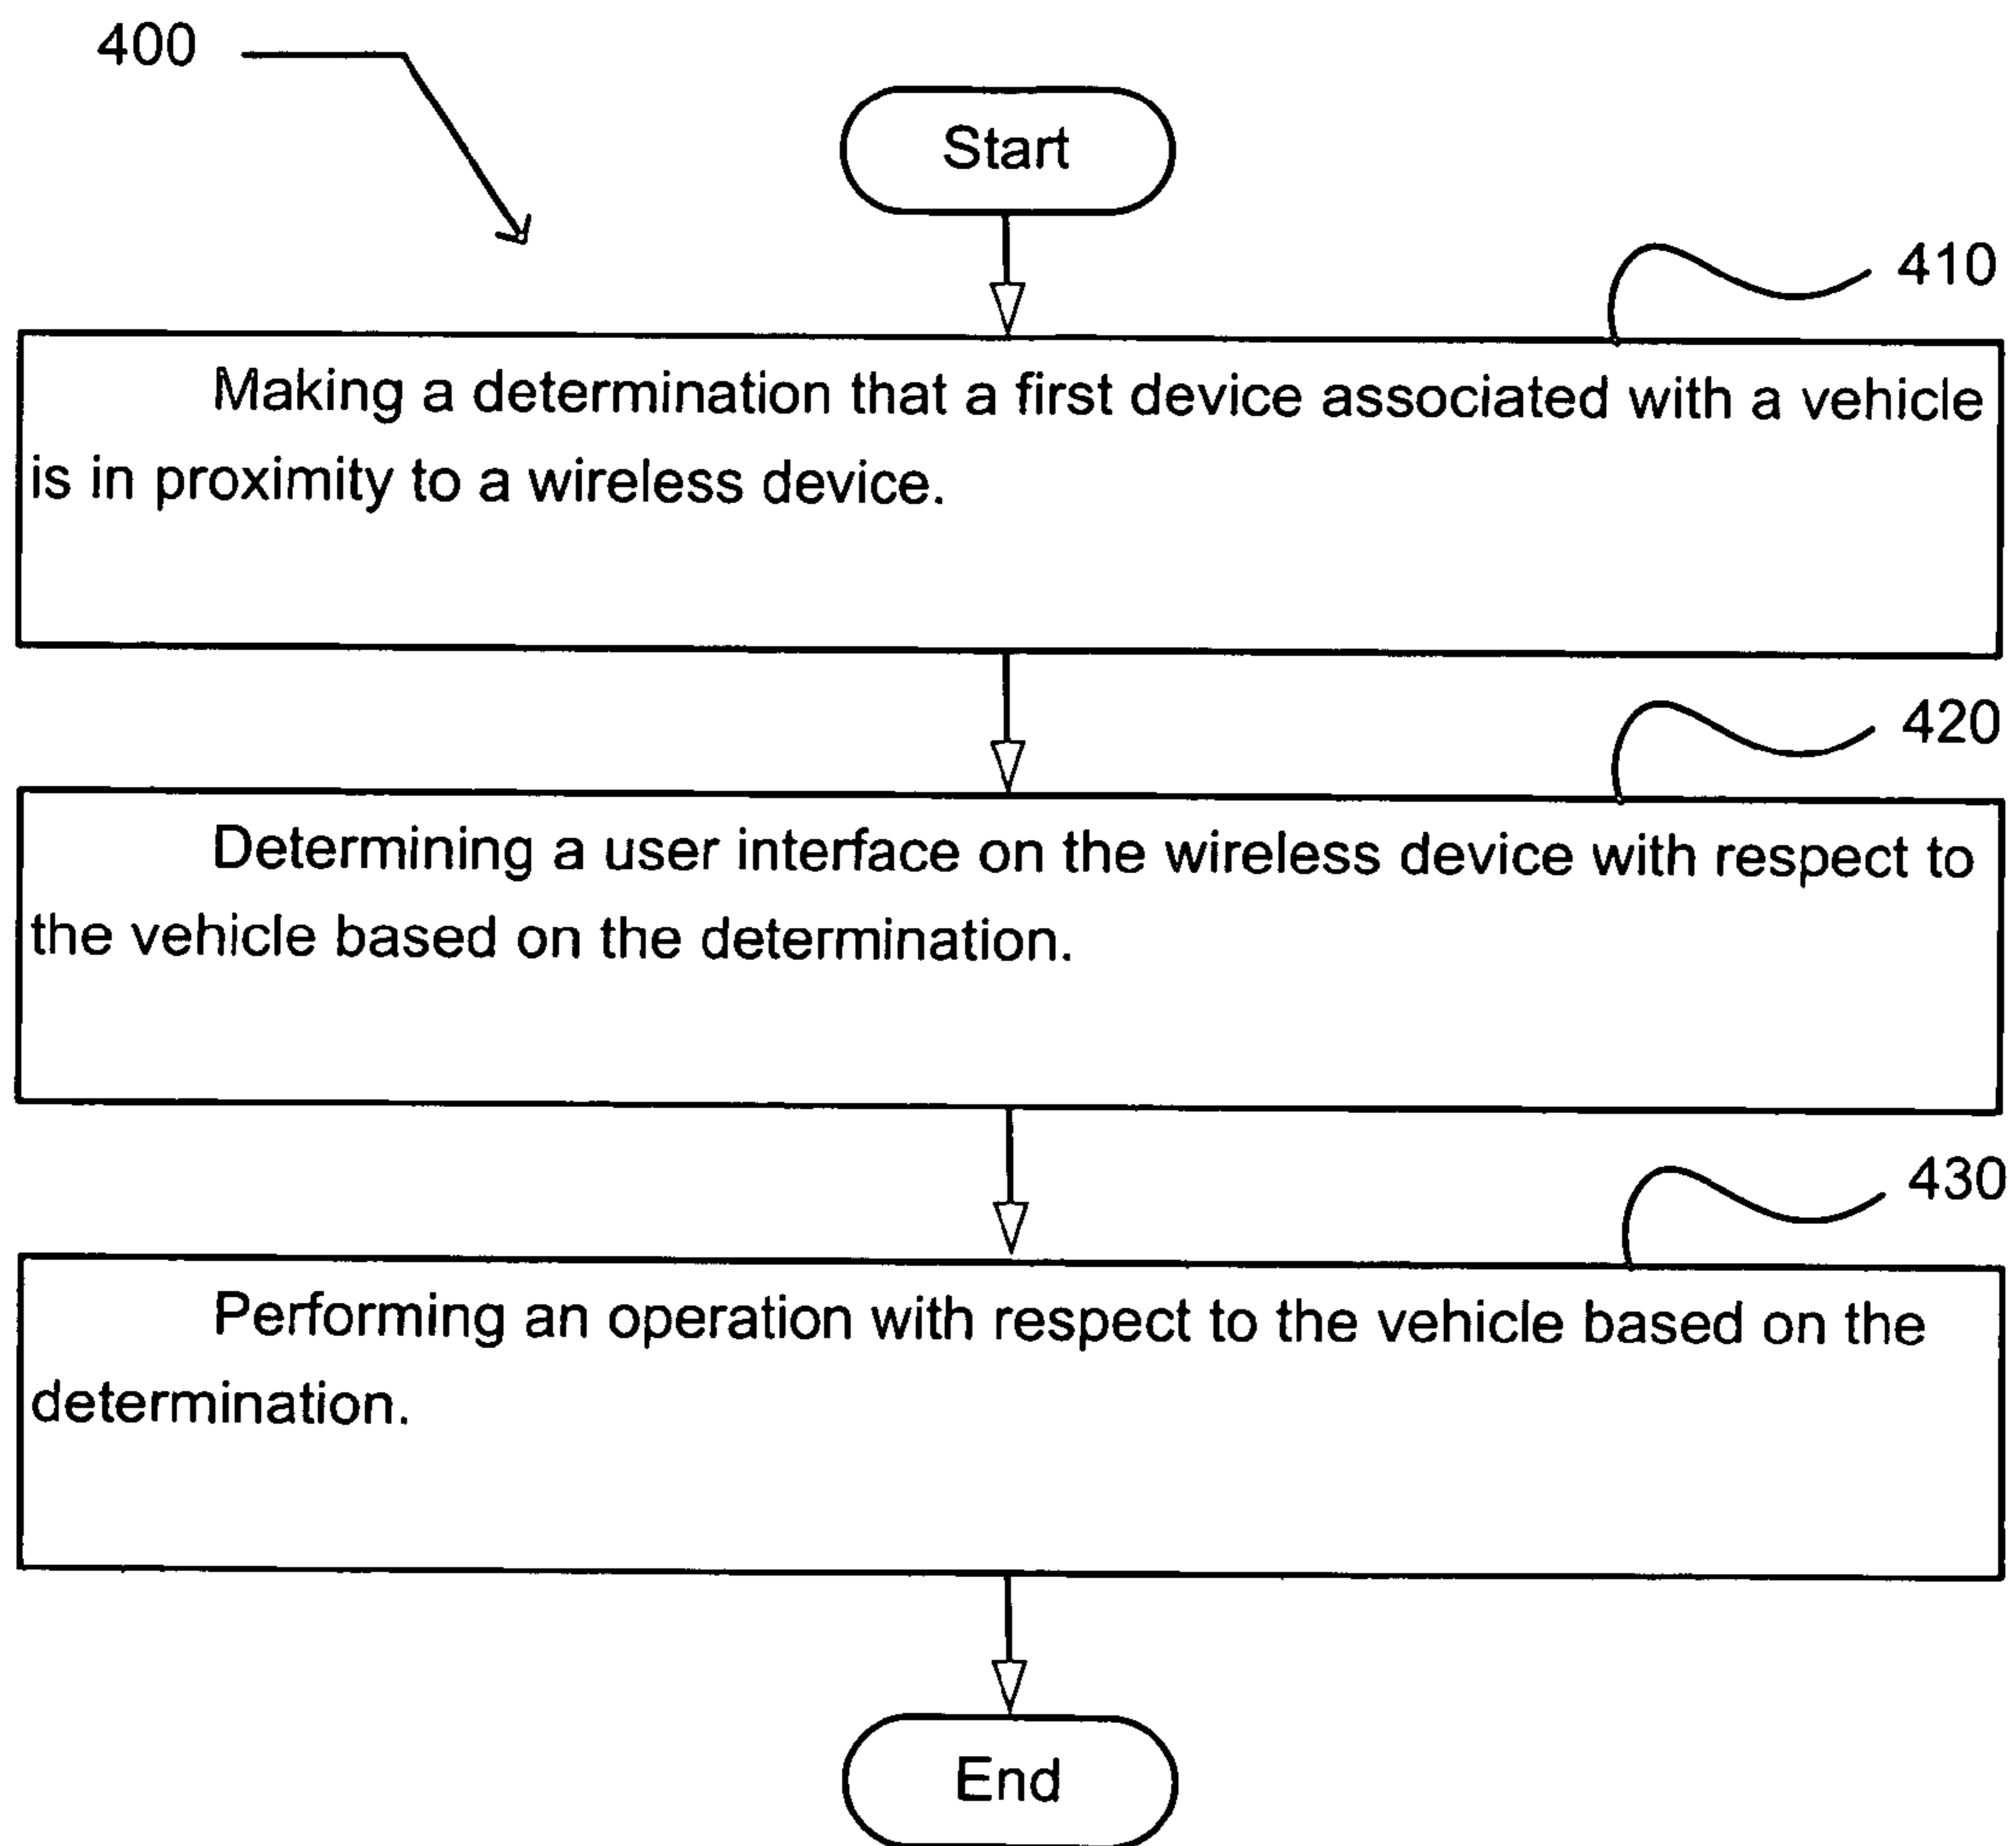 400
Start
410
Making a determination that a first device associated with a vehicle
is in proximity to a wireless device.
420
Determining a user interface on the wireless device with respect to
the vehicle based on the determination.
430
Performing an operation with respect to the vehicle based on the
determination.
End